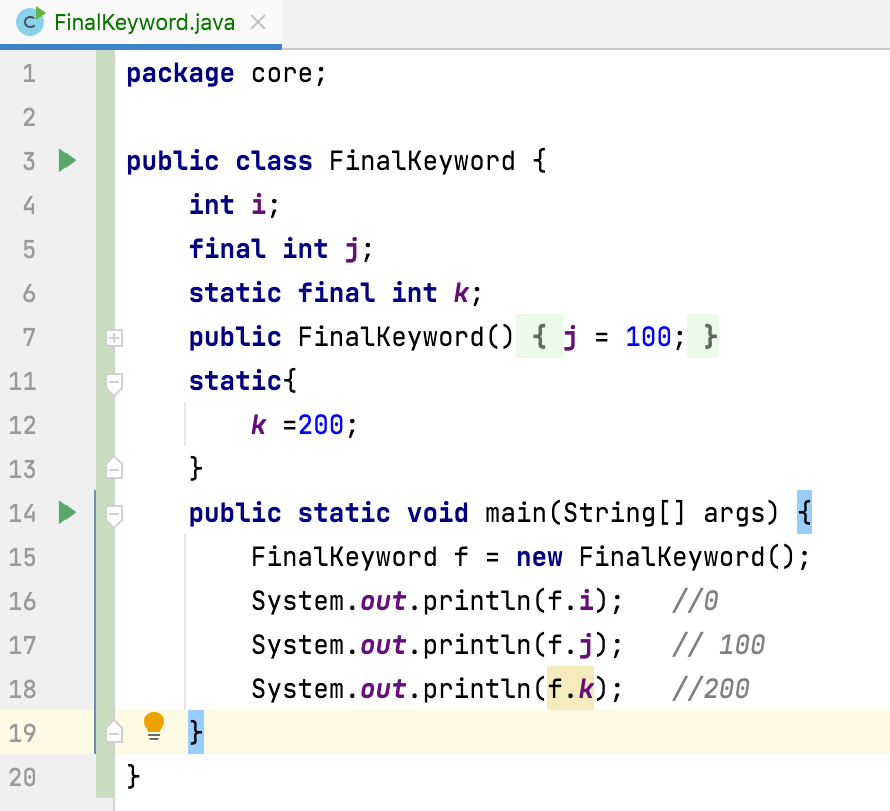 FinalKeyword.java
1 package core;
2
3 public class FinalKeyword {
4 int i;
5 final int j;
6 static final int k;
7 public FinalKeyword() { j = 100; }
11 static{
12 k =200;
13 }
14 public static void main(String[] args) {
15 FinalKeyword f = new FinalKeyword();
16 System.out.println(f.i); //0
17 System.out.println(f.j); // 100
18 System.out.println(f.k); //200
19 }
20 }